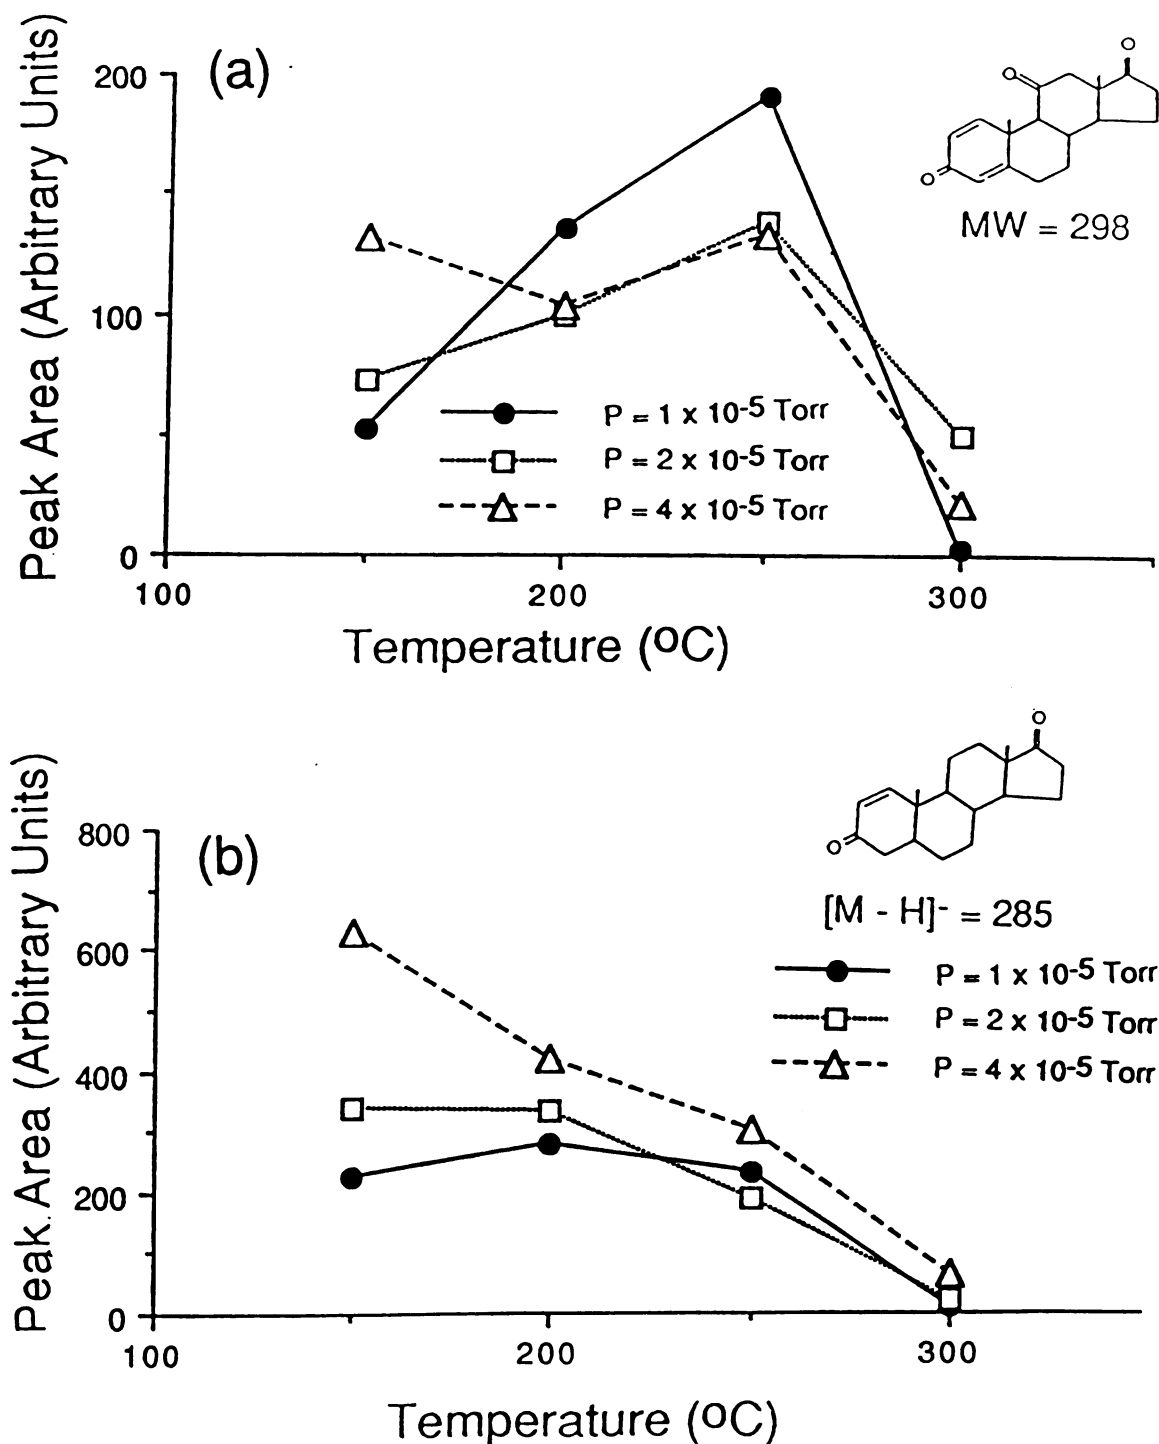 (a)
Peak Area (Arbitrary Units)
200
100
0
100
200
300
Temperature (ºC)
O
O
O
MW = 298
P = 1 x 10-5 Torr
P = 2 x 10-5 Torr
P = 4 x 10-5 Torr
(b)
Peak Area (Arbitrary Units)
800
600
400
200
0
100
200
300
Temperature (ºC)
O
O
[M - H]- = 285
P = 1 x 10-5 Torr
P = 2 x 10-5 Torr
P = 4 x 10-5 Torr